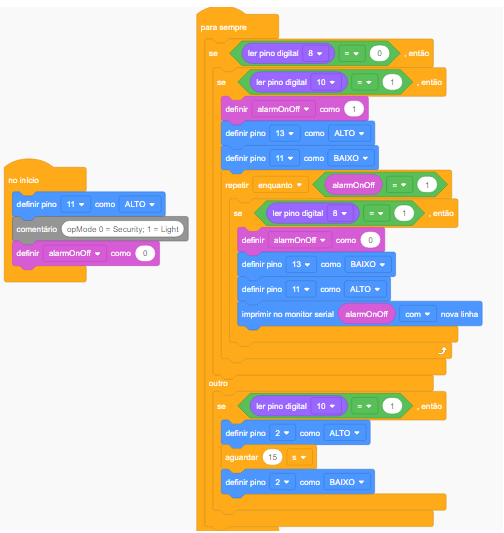 no início
definir pino 11 como ALTO
comentário opMode 0 = Security; 1 = Light
definir alarmOnOff como 0
para sempre
se ler pino digital 8 = 0 , então
se ler pino digital 10 = 1 , então
definir alarmOnOff como 1
definir pino 13 como ALTO
definir pino 11 como BAIXO
repetir enquanto alarmOnOff = 1
se ler pino digital 8 = 1 , então
definir alarmOnOff como 0
definir pino 13 como BAIXO
definir pino 11 como ALTO
imprimir no monitor serial alarmOnOff com nova linha
outro
se ler pino digital 10 = 1 , então
definir pino 2 como ALTO
aguardar 15 s
definir pino 2 como BAIXO